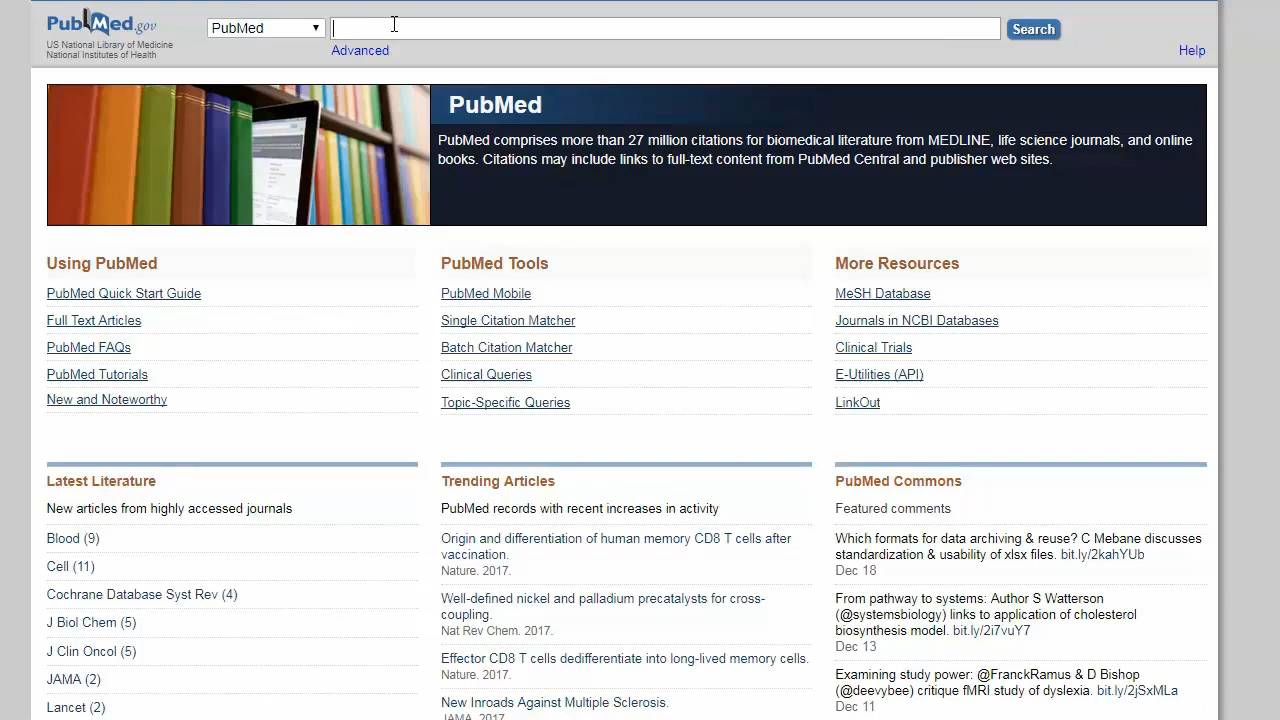 PubMed.gov
US National Library of Medicine
National Institutes of Health
PubMed
Search
Advanced
Help
PubMed
PubMed comprises more than 27 million citations for biomedical literature from MEDLINE, life science journals, and online
books. Citations may include links to full-text content from PubMed Central and publisher web sites.
Using PubMed
PubMed Quick Start Guide
Full Text Articles
PubMed FAQs
PubMed Tutorials
New and Noteworthy
PubMed Tools
PubMed Mobile
Single Citation Matcher
Batch Citation Matcher
Clinical Queries
Topic-Specific Queries
More Resources
MeSH Database
Journals in NCBI Databases
Clinical Trials
E-Utilities (API)
LinkOut
Latest Literature
New articles from highly accessed journals
Blood (9)
Cell (11)
Cochrane Database Syst Rev (4)
J Biol Chem (5)
J Clin Oncol (5)
JAMA (2)
Lancet (2)
Trending Articles
PubMed records with recent increases in activity
Origin and differentiation of human memory CD8 T cells after
vaccination.
Nature. 2017.
Well-defined nickel and palladium precatalysts for cross-
coupling.
Nat Rev Chem. 2017.
Effector CD8 T cells dedifferentiate into long-lived memory cells.
Nature. 2017.
New Inroads Against Multiple Sclerosis.
JAMA. 2017
PubMed Commons
Featured comments
Which formats for data archiving & reuse? C Mebane discusses
standardization & usability of xlsx files. bit.ly/2kahYUb
Dec 18
From pathway to systems: Author S Watterson
(@systemsbiology) links to application of cholesterol
biosynthesis model. bit.ly/2i7vuY7
Dec 13
Examining study power: @FranckRamus & D Bishop
(@deevybee) critique fMRI study of dyslexia. bit.ly/2jSxMLa
Dec 11